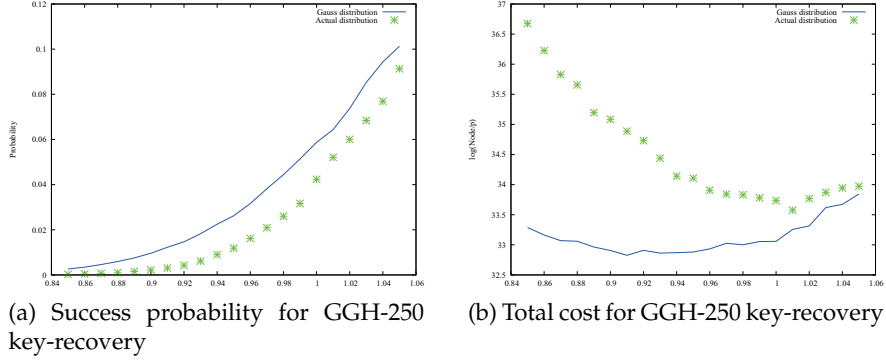 Gauss distribution
Actual distribution
0.12
0.1
0.08
0.06
0.04
0.02
0
Probability
0.84 0.86 0.88 0.9 0.92 0.94 0.96 0.98 1 1.02 1.04 1.06
(a) Success probability for GGH-250
key-recovery
Gauss distribution
Actual distribution
37
36.5
36
35.5
35
34.5
34
33.5
33
32.5
log(Node/p)
0.84 0.86 0.88 0.9 0.92 0.94 0.96 0.98 1 1.02 1.04 1.06
(b) Total cost for GGH-250 key-recovery